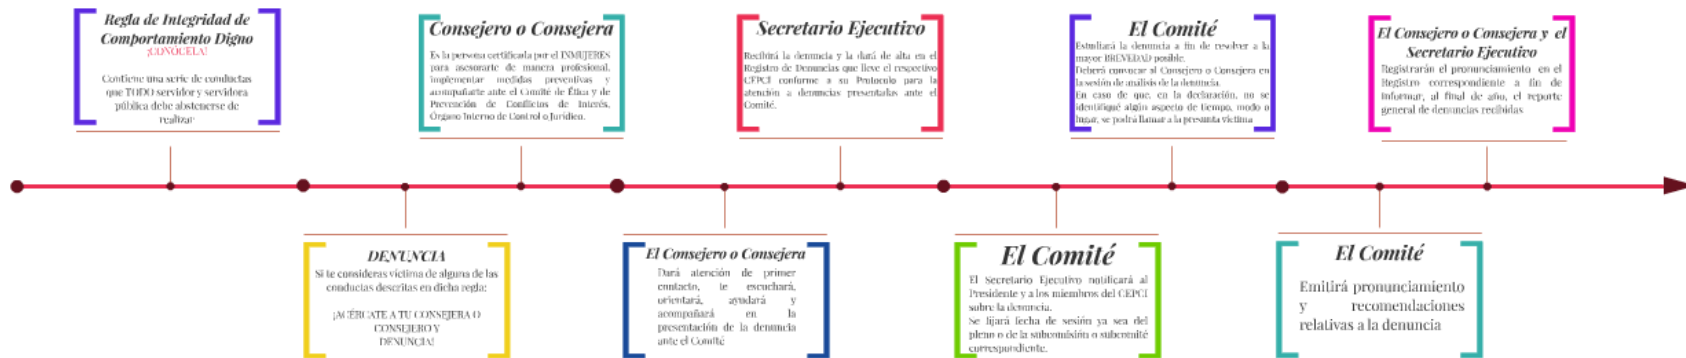 Regla de Integridad de
Comportamiento Digno
¡CONÓCELA!
Contiene una serie de conductas
que TODO servidor y servidora
pública debe abstenerse de
realizar
DENUNCIA
Si te consideras víctima de alguna de las
conductas descritas en dicha regla:
¡ACÉRCATE A TU CONSEJERA O
CONSEJERO Y
DENUNCIA!
Consejero o Consejera
Es la persona certificada por el INMUJERES
para asesorarte de manera profesional,
implementar medidas preventivas y
acompañarte ante el Comité de Ética y de
Prevención de Conflictos de Interés,
Órgano Interno de Control o Jurídico.
El Consejero o Consejera
Dará atención de primer
contacto, te escuchará,
orientará, ayudará y
acompañará en la
presentación de la denuncia
ante el Comité
Secretario Ejecutivo
Recibirá la denuncia y la dará de alta en el
Registro de Denuncias que lleve el respectivo
CEPCI conforme a su Protocolo para la
atención a denuncias presentadas ante el
Comité.
El Comité
El Secretario Ejecutivo notificará al
Presidente y a los miembros del CEPCI
sobre la denuncia.
Se fijará fecha de sesión ya sea del
pleno o de la subcomisión o subcomité
correspondiente.
El Comité
Estudiará la denuncia a fin de resolver a la
mayor BREVEDAD posible.
Deberá convocar al Consejero o Consejera en
la sesión de análisis de la denuncia.
En caso de que, en la declaración, no se
identifique algún aspecto de tiempo, modo o
lugar, se podrá llamar a la presunta víctima
El Comité
Emitirá pronunciamiento
y recomendaciones
relativas a la denuncia
El Consejero o Consejera y el
Secretario Ejecutivo
Registrarán el pronunciamiento en el
Registro correspondiente a fin de
informar, al final de año, el reporte
general de denuncias recibidas